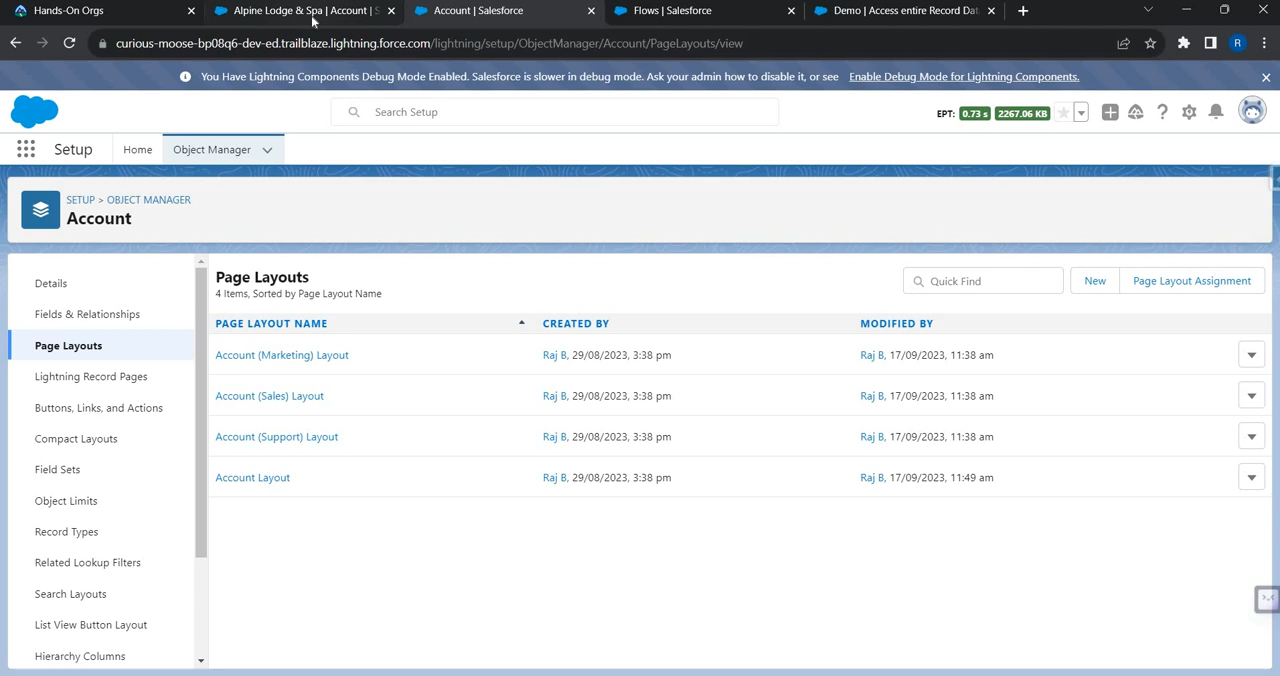 Hands-On Orgs
Alpine Lodge & Spa | Account | S
Account | Salesforce
Flows | Salesforce
Demo | Access entire Record Dat
curious-moose-bp08q6-dev-ed.trailblaze.lightning.force.com/lightning/setup/ObjectManager/Account/PageLayouts/view
R
You Have Lightning Components Debug Mode Enabled. Salesforce is slower in debug mode. Ask your admin how to disable it, or see Enable Debug Mode for Lightning Components.
Search Setup
EPT: 0.73 s 2267.06 KB
Setup
Home
Object Manager
SETUP > OBJECT MANAGER
Account
Details
Fields & Relationships
Page Layouts
Lightning Record Pages
Buttons, Links, and Actions
Compact Layouts
Field Sets
Object Limits
Record Types
Related Lookup Filters
Search Layouts
List View Button Layout
Hierarchy Columns
Page Layouts
4 Items, Sorted by Page Layout Name
Quick Find
New
Page Layout Assignment
PAGE LAYOUT NAME CREATED BY MODIFIED BY
Account (Marketing) Layout Raj B, 29/08/2023, 3:38 pm Raj B, 17/09/2023, 11:38 am
Account (Sales) Layout Raj B, 29/08/2023, 3:38 pm Raj B, 17/09/2023, 11:38 am
Account (Support) Layout Raj B, 29/08/2023, 3:38 pm Raj B, 17/09/2023, 11:38 am
Account Layout Raj B, 29/08/2023, 3:38 pm Raj B, 17/09/2023, 11:49 am